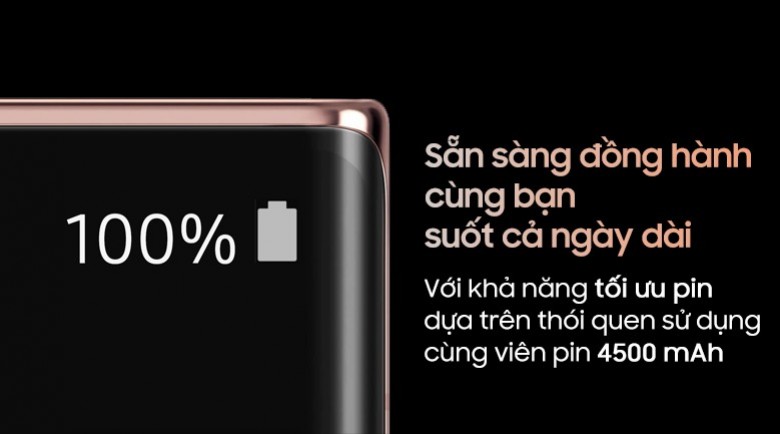 100%
Sẵn sàng đồng hành
cùng bạn
suốt cả ngày dài
Với khả năng tối ưu pin
dựa trên thói quen sử dụng
cùng viên pin 4500 mAh